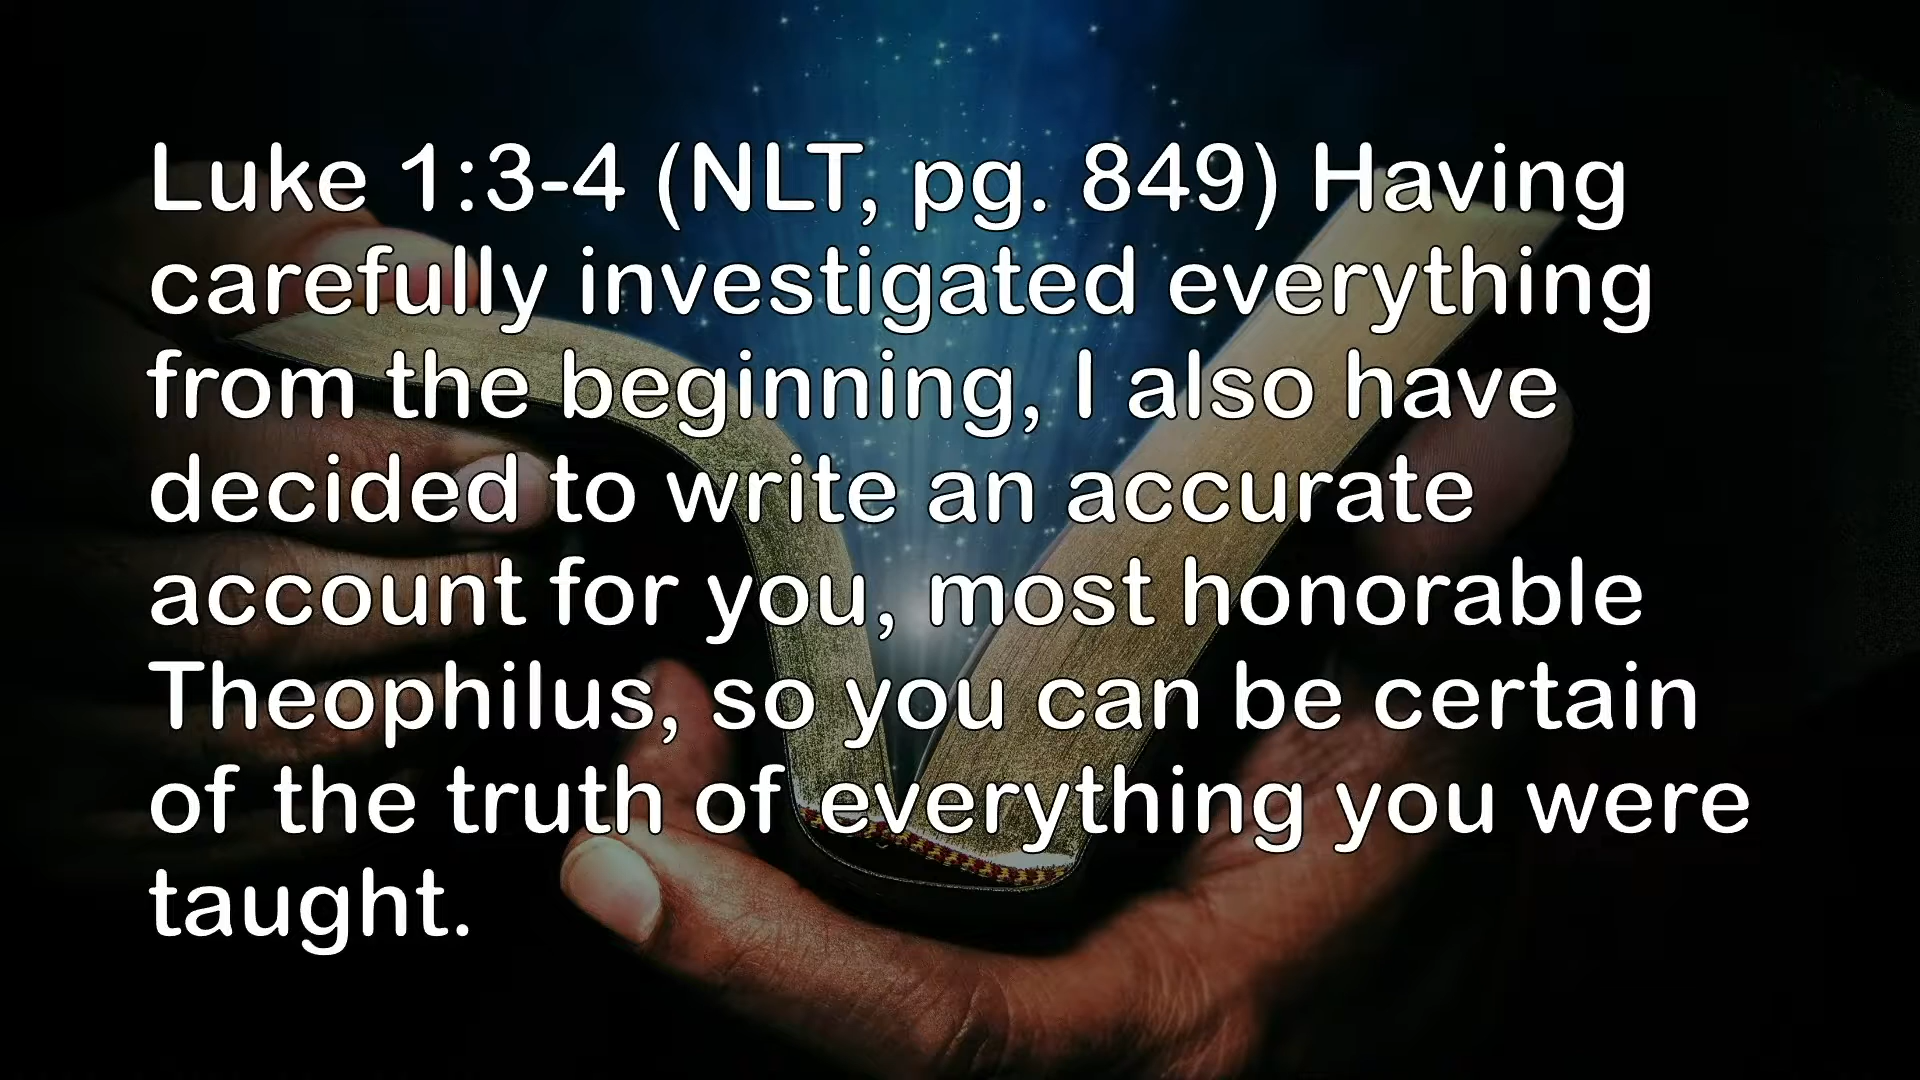 Luke 1:3-4 (NLT, pg. 849) Having
carefully investigated everything
from the beginning, I also have
decided to write an accurate
account for you, most honorable
Theophilus, so you can be certain
of the truth of everything you were
taught.